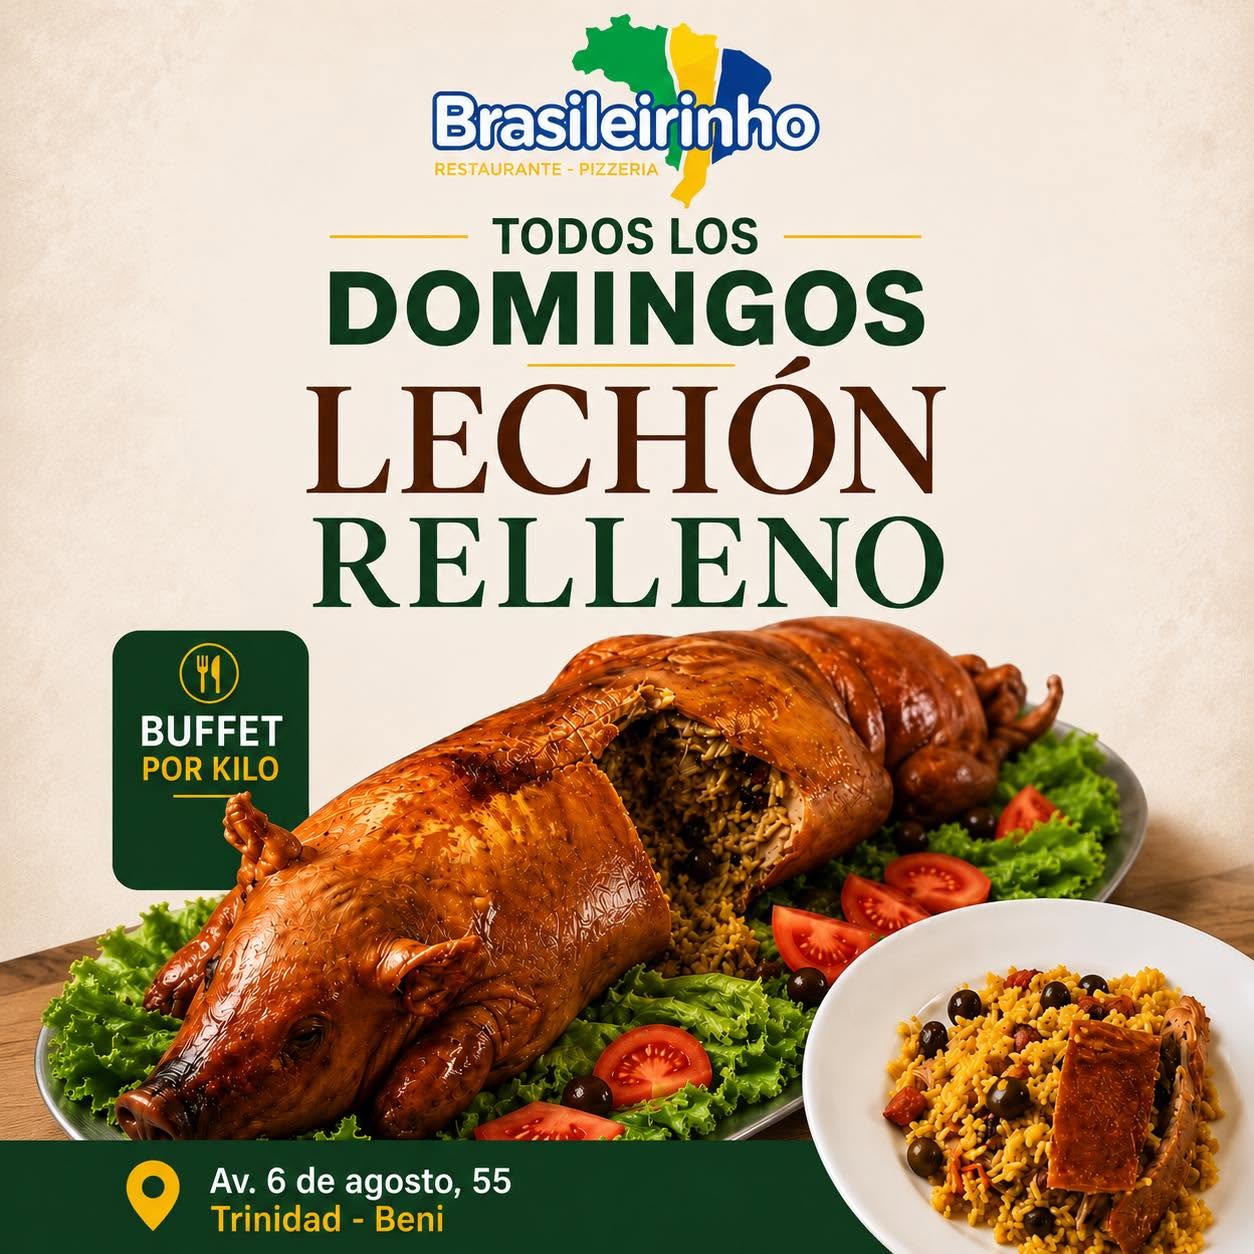 Brasileirinho
RESTAURANTE - PIZZERIA
TODOS LOS
DOMINGOS
LECHÓN
RELLENO
BUFFET
POR KILO
Av. 6 de agosto, 55
Trinidad - Beni